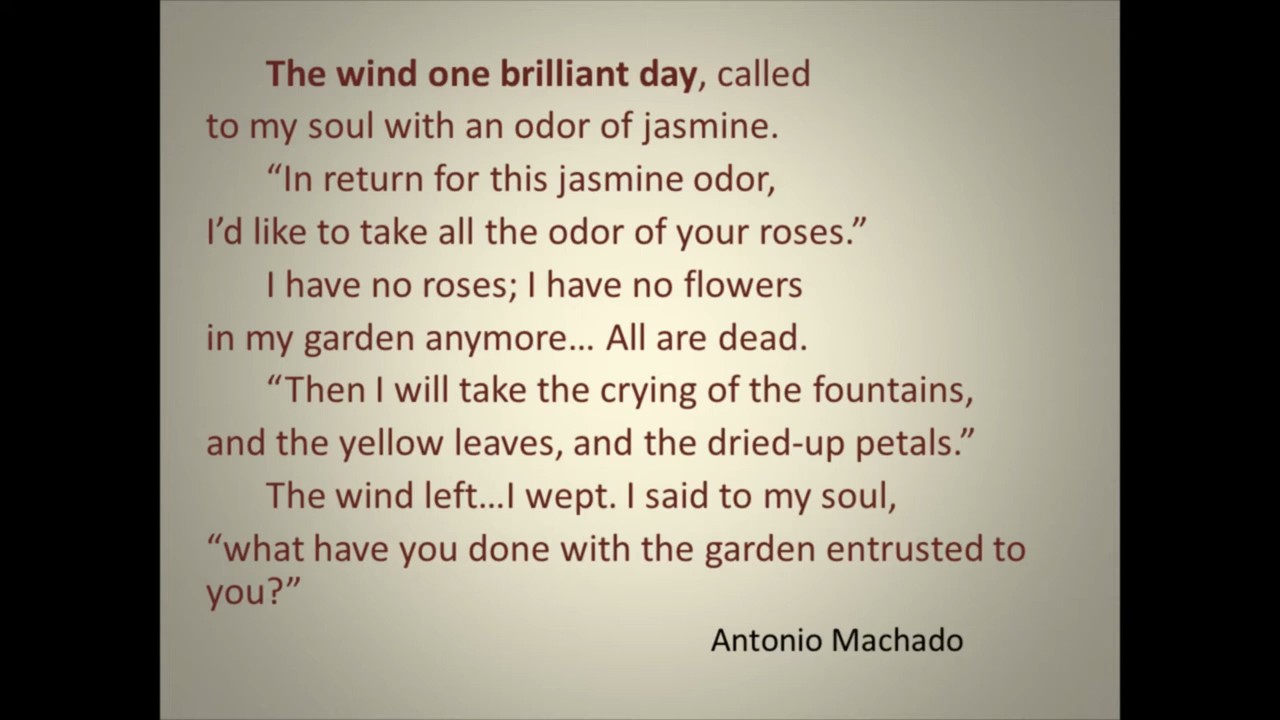 The wind one brilliant day, called
to my soul with an odor of jasmine.
“In return for this jasmine odor,
I’d like to take all the odor of your roses.”
I have no roses; I have no flowers
in my garden anymore… All are dead.
“Then I will take the crying of the fountains,
and the yellow leaves, and the dried-up petals.”
The wind left…I wept. I said to my soul,
“what have you done with the garden entrusted to
you?”
Antonio Machado